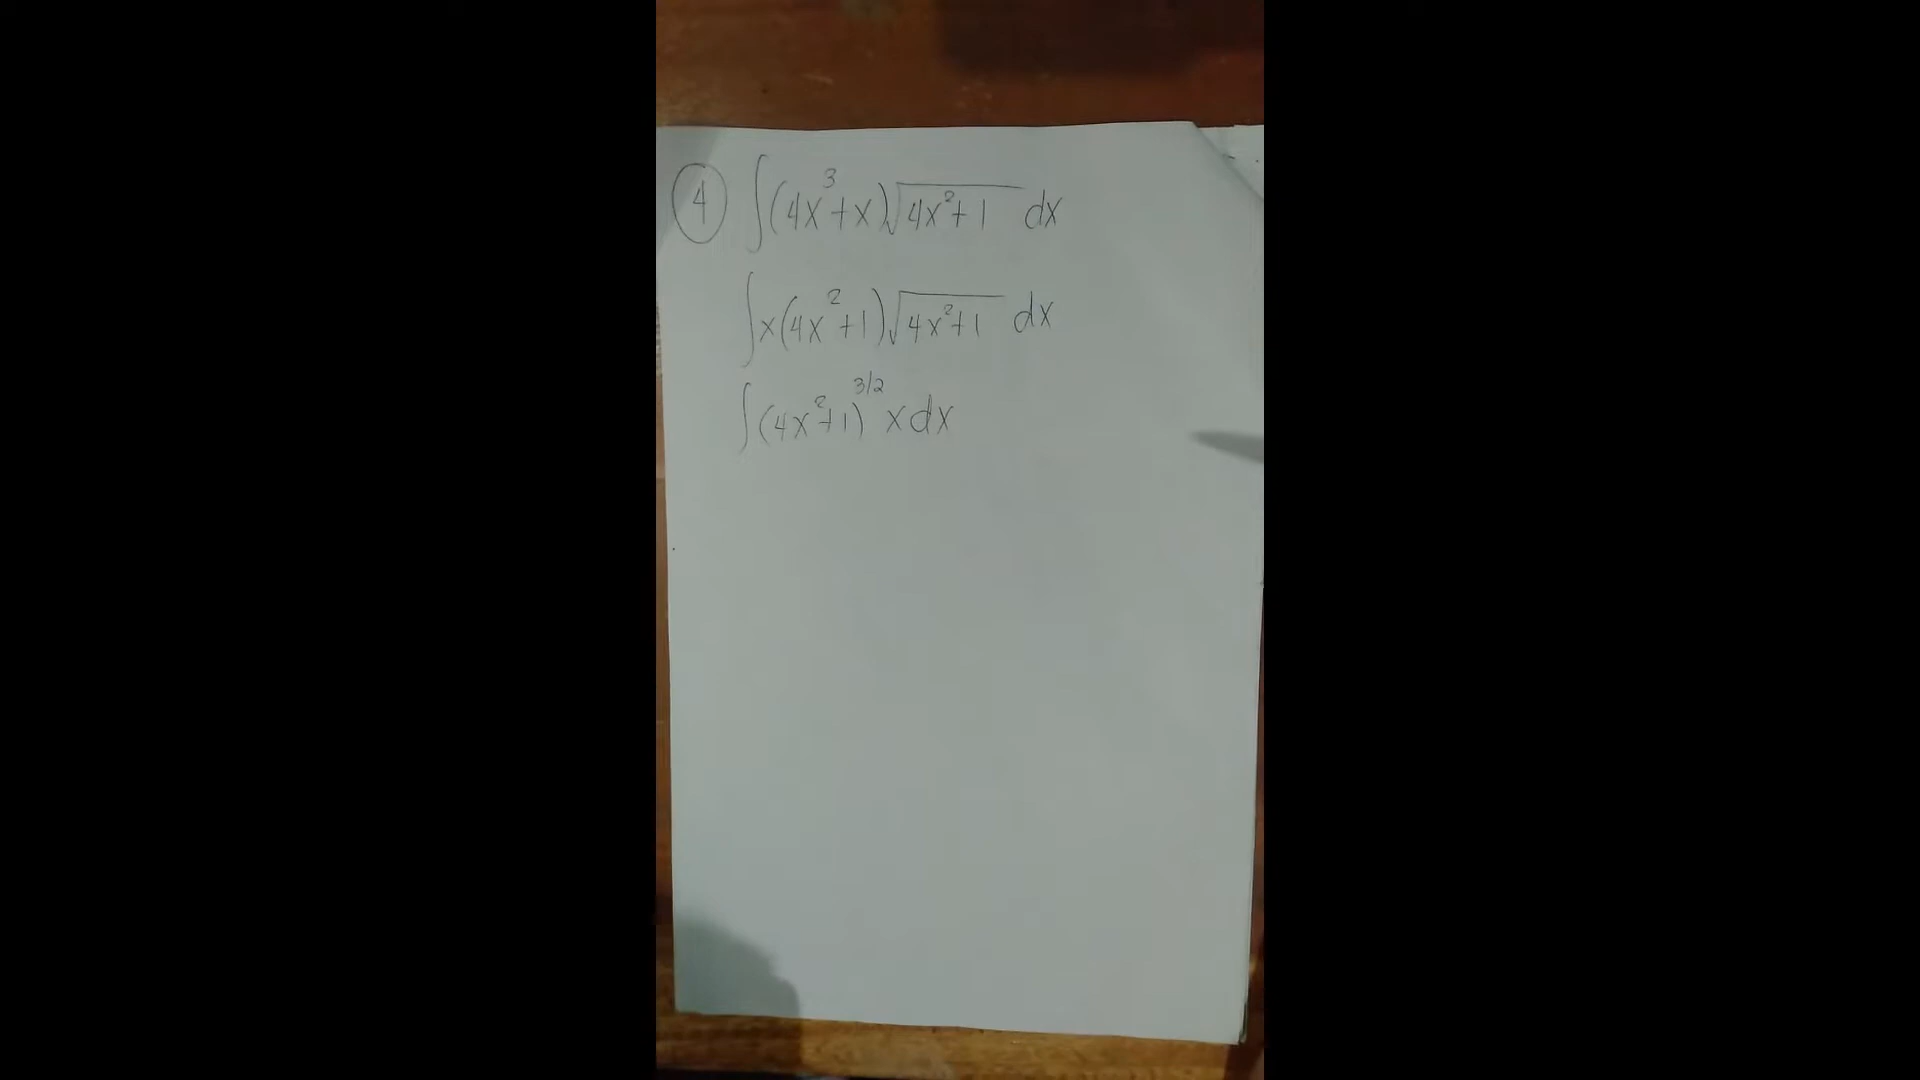 ④ ∫(4x³+x)√(4x²+1) dx
∫x(4x²+1)√(4x²+1) dx
∫(4x²+1)^(3/2) x dx